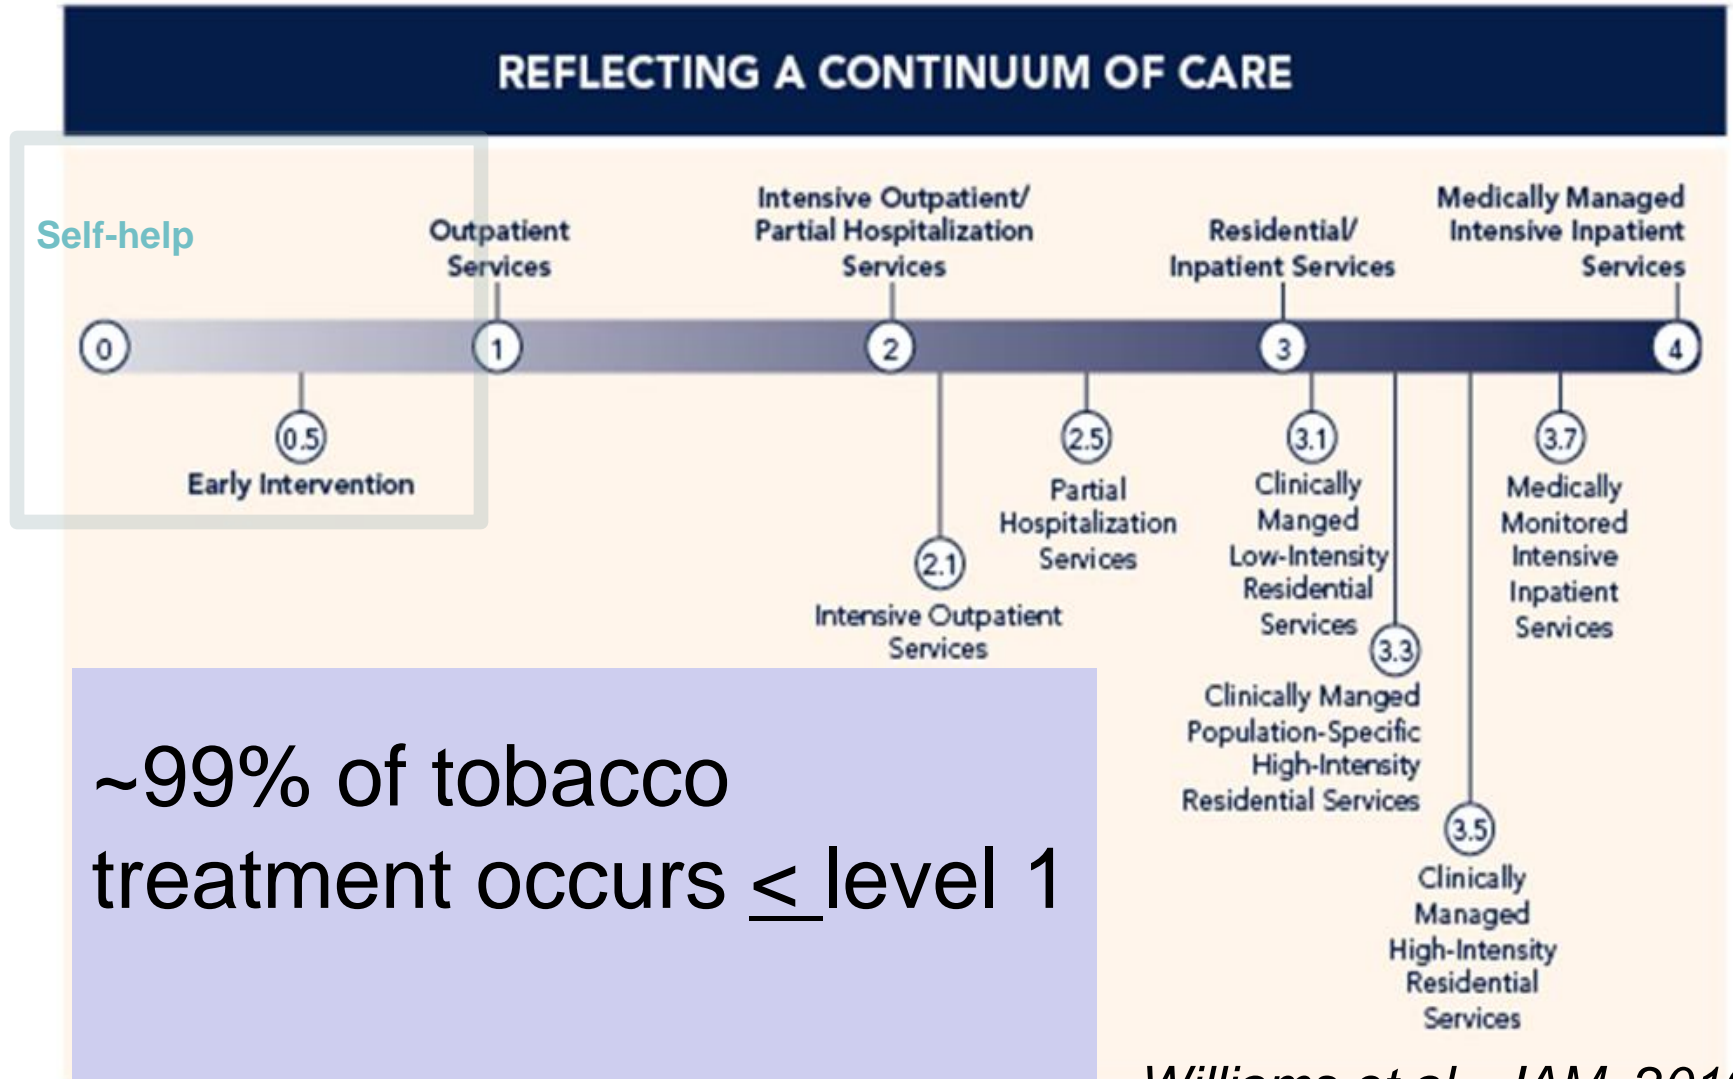 REFLECTING A CONTINUUM OF CARE
Self-help
Outpatient
Services
Intensive Outpatient/
Partial Hospitalization
Services
Residential/
Inpatient Services
Medically Managed
Intensive Inpatient
Services
0
1
2
3
4
0.5
Early Intervention
2.1
Intensive Outpatient
Services
2.5
Partial
Hospitalization
Services
3.1
Clinically
Manged
Low-Intensity
Residential
Services
3.3
Clinically Manged
Population-Specific
High-Intensity
Residential Services
3.5
Clinically
Managed
High-Intensity
Residential
Services
3.7
Medically
Monitored
Intensive
Inpatient
Services
~99% of tobacco
treatment occurs < level 1
Williams et al., JAM